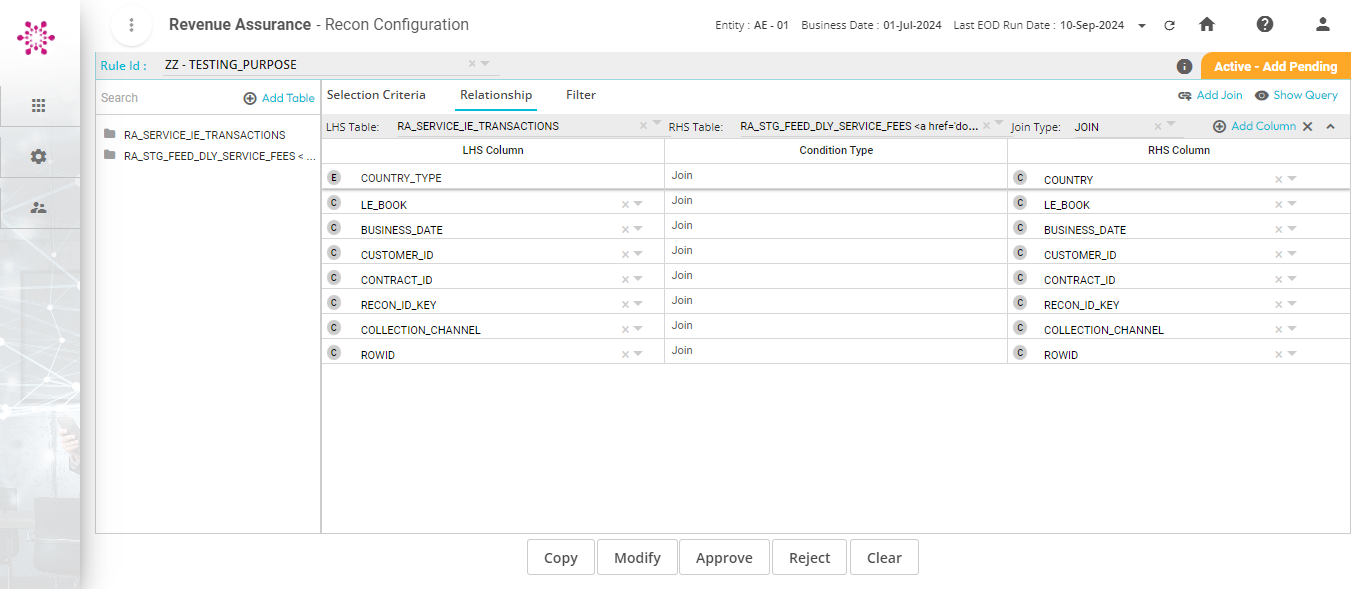 Revenue Assurance - Recon Configuration
Entity : AE - 01 Business Date : 01-Jul-2024 Last EOD Run Date : 10-Sep-2024
Rule Id : ZZ - TESTING_PURPOSE
Active - Add Pending
Search Add Table
Selection Criteria Relationship Filter
Add Join Show Query
RA_SERVICE_IE_TRANSACTIONS
RA_STG_FEED_DLY_SERVICE_FEES < ...
LHS Table: RA_SERVICE_IE_TRANSACTIONS RHS Table: RA_STG_FEED_DLY_SERVICE_FEES <a href='do... Join Type: JOIN Add Column
LHS Column Condition Type RHS Column
E COUNTRY_TYPE Join C COUNTRY
C LE_BOOK Join C LE_BOOK
C BUSINESS_DATE Join C BUSINESS_DATE
C CUSTOMER_ID Join C CUSTOMER_ID
C CONTRACT_ID Join C CONTRACT_ID
C RECON_ID_KEY Join C RECON_ID_KEY
C COLLECTION_CHANNEL Join C COLLECTION_CHANNEL
C ROWID Join C ROWID
Copy Modify Approve Reject Clear